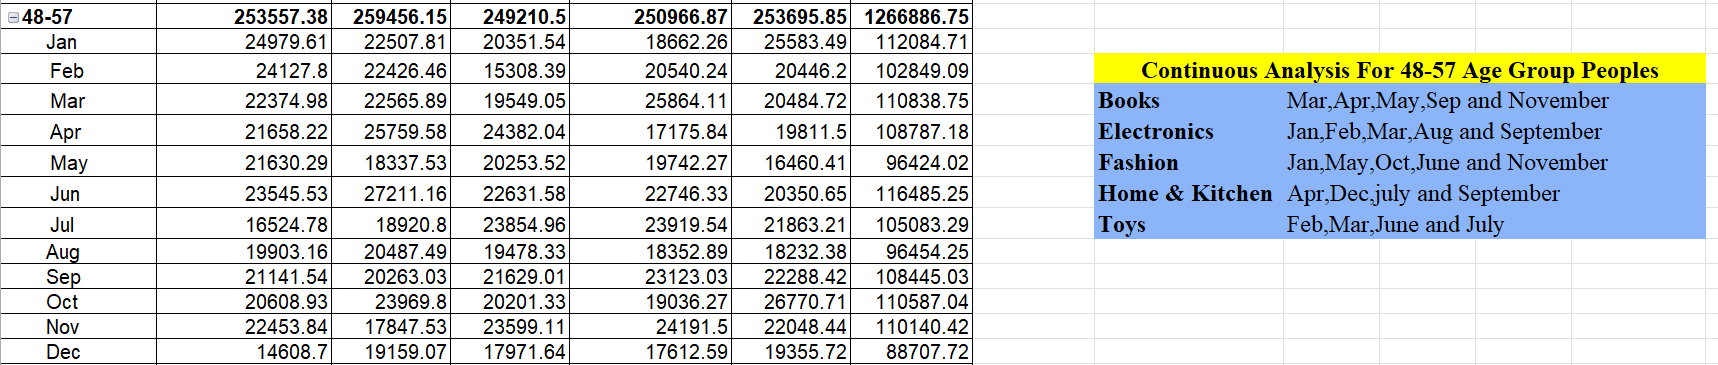 48-57 253557.38 259456.15 249210.5 250966.87 253695.85 1266886.75
Jan 24979.61 22507.81 20351.54 18662.26 25583.49 112084.71
Feb 24127.8 22426.46 15308.39 20540.24 20446.2 102849.09
Continuous Analysis For 48-57 Age Group Peoples
Mar 22374.98 22565.89 19549.05 25864.11 20484.72 110838.75
Books Mar,Apr,May,Sep and November
Apr 21658.22 25759.58 24382.04 17175.84 19811.5 108787.18
Electronics Jan,Feb,Mar,Aug and September
May 21630.29 18337.53 20253.52 19742.27 16460.41 96424.02
Fashion Jan,May,Oct,June and November
Jun 23545.53 27211.16 22631.58 22746.33 20350.65 116485.25
Home & Kitchen Apr,Dec,july and September
Jul 16524.78 18920.8 23854.96 23919.54 21863.21 105083.29
Toys Feb,Mar,June and July
Aug 19903.16 20487.49 19478.33 18352.89 18232.38 96454.25
Sep 21141.54 20263.03 21629.01 23123.03 22288.42 108445.03
Oct 20608.93 23969.8 20201.33 19036.27 26770.71 110587.04
Nov 22453.84 17847.53 23599.11 24191.5 22048.44 110140.42
Dec 14608.7 19159.07 17971.64 17612.59 19355.72 88707.72